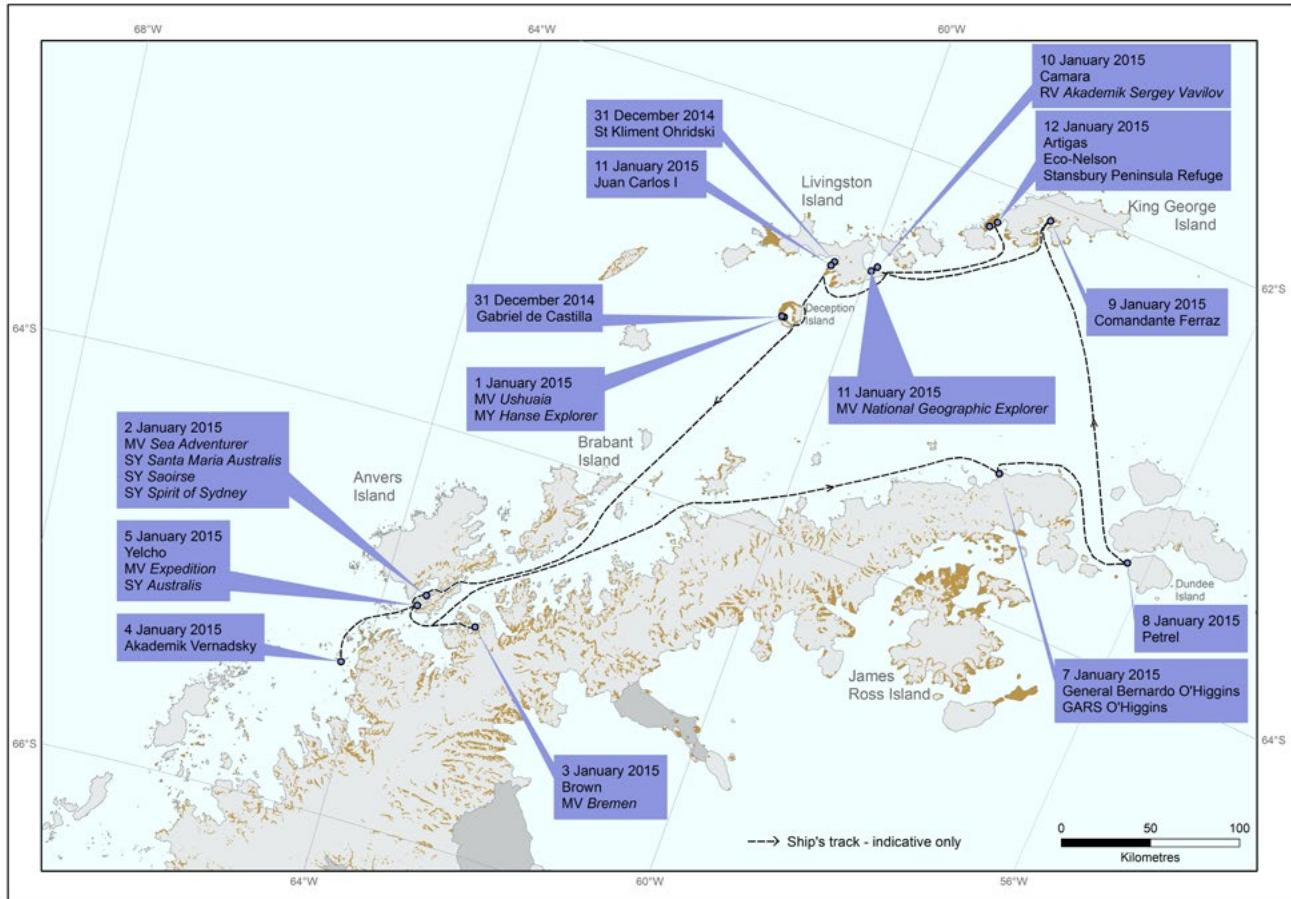 68°W
64°W
60°W
10 January 2015
Camara
RV Akademik Sergey Vavilov
31 December 2014
St Kliment Ohridski
12 January 2015
Artigas
Eco-Nelson
Stansbury Peninsula Refuge
11 January 2015
Juan Carlos I
Livingston
Island
King George
Island
62°S
31 December 2014
Gabriel de Castilla
Deception
Island
9 January 2015
Comandante Ferraz
64°S
1 January 2015
MV Ushuaia
MY Hanse Explorer
11 January 2015
MV National Geographic Explorer
2 January 2015
MV Sea Adventurer
SY Santa Maria Australis
SY Saoirse
SY Spirit of Sydney
Brabant
Island
Anvers
Island
5 January 2015
Yelcho
MV Expedition
SY Australis
Dundee
Island
4 January 2015
Akademik Vernadsky
8 January 2015
Petrel
James
Ross Island
7 January 2015
General Bernardo O'Higgins
GARS O'Higgins
66°S
64°S
3 January 2015
Brown
MV Bremen
Ship's track - indicative only
0 50 100
Kilometres
64°W
60°W
56°W